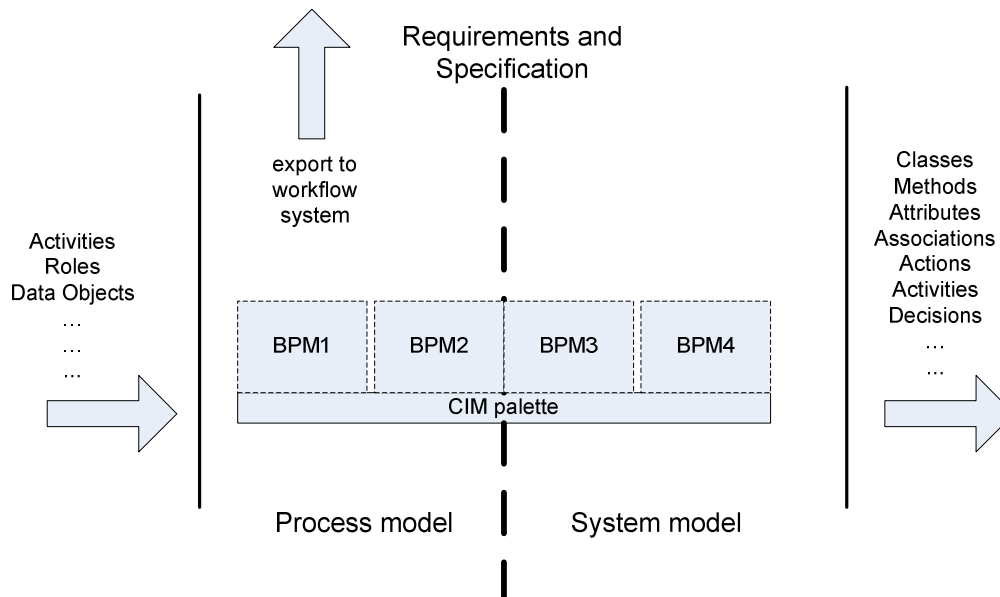 Requirements and
Specification
export to
workflow
system
Activities
Roles
Data Objects
…
…
…
Classes
Methods
Attributes
Associations
Actions
Activities
Decisions
…
…
BPM1
BPM2
BPM3
BPM4
CIM palette
Process model
System model